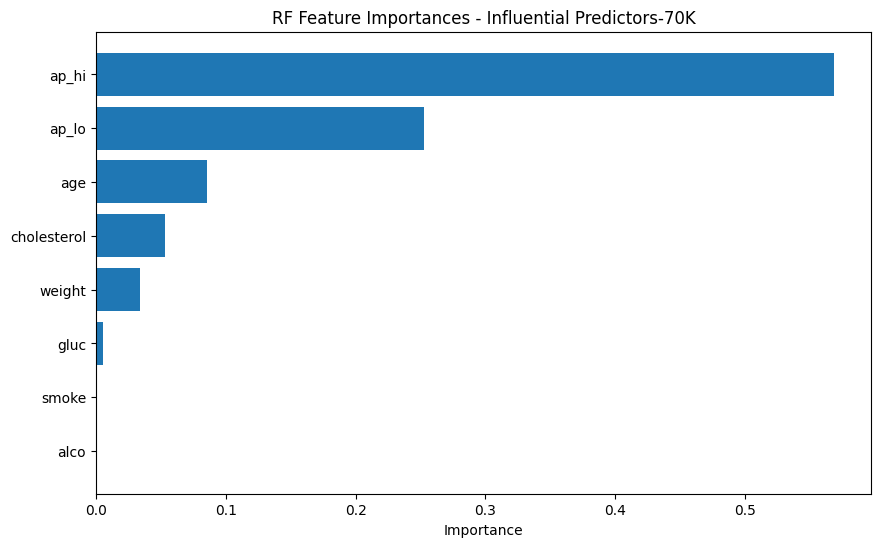 RF Feature Importances - Influential Predictors-70K
ap_hi
ap_lo
age
cholesterol
weight
gluc
smoke
alco
0.0 0.1 0.2 0.3 0.4 0.5
Importance